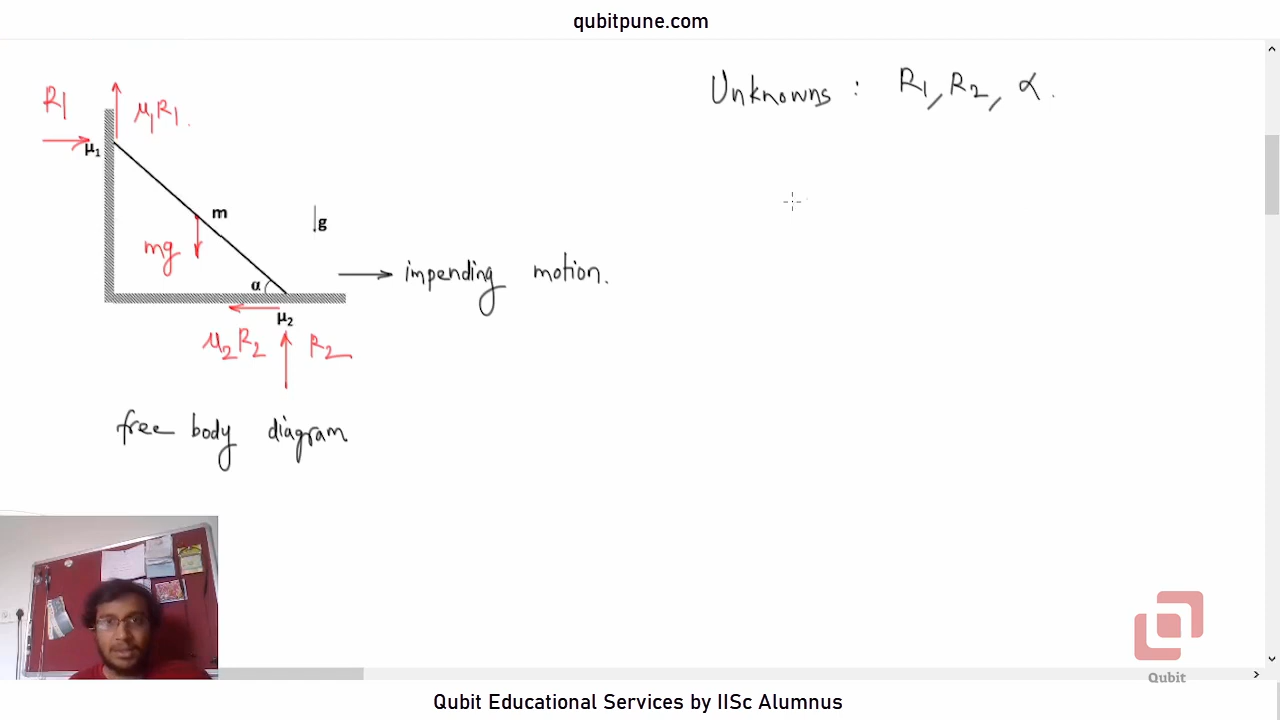 qubitpune.com
Unknowns : R1, R2, α.
R1
μ1R1.
μ₁
m
g
mg
α
→ impending motion.
μ₂
μ2R2
R2
free body diagram
Qubit
Qubit Educational Services by IISc Alumnus